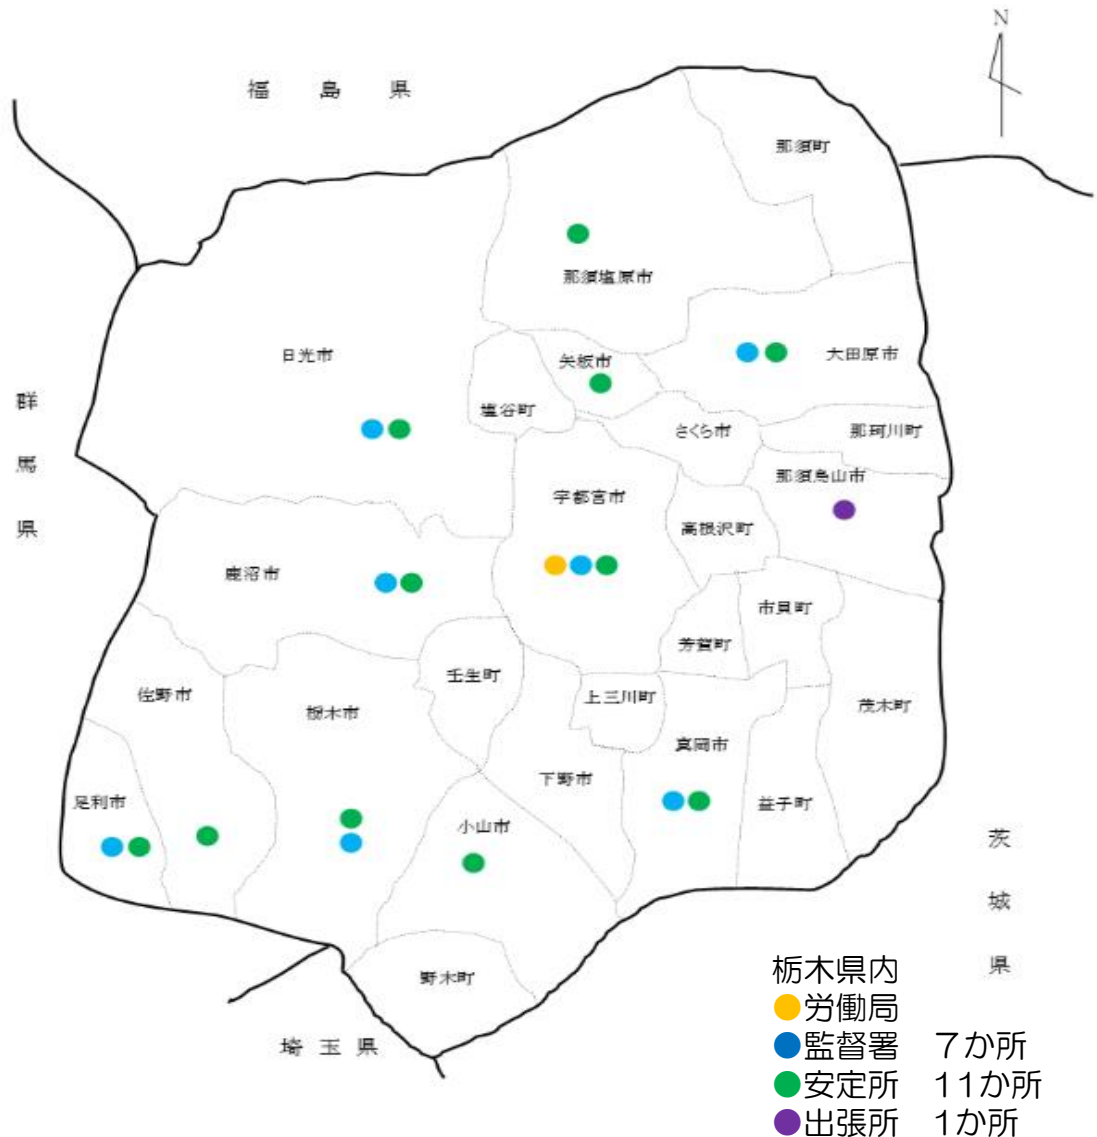 N
福島県
那須町
那須塩原市
日光市
矢板市
大田原市
群馬県
塩谷町
さくら市
那珂川町
那須烏山市
宇都宮市
高根沢町
鹿沼市
市貝町
芳賀町
壬生町
佐野市
上三川町
栃木市
茂木町
真岡市
下野市
足利市
益子町
小山市
茨城県
野木町
埼玉県
栃木県内
労働局
監督署 7か所
安定所 11か所
出張所 1か所